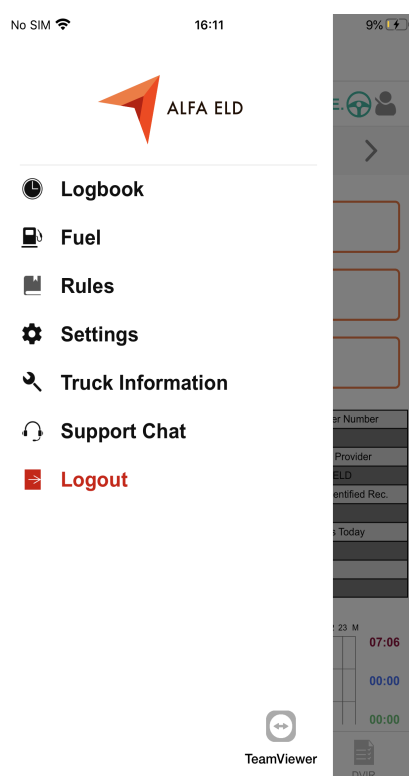 No SIM 16:11 9%
ALFA ELD
E.
Logbook
Fuel
Rules
Settings
Truck Information
Support Chat
Logout
er Number
Provider
ELD
entified Rec.
s Today
23 M
07:06
00:00
00:00
TeamViewer
DVIR